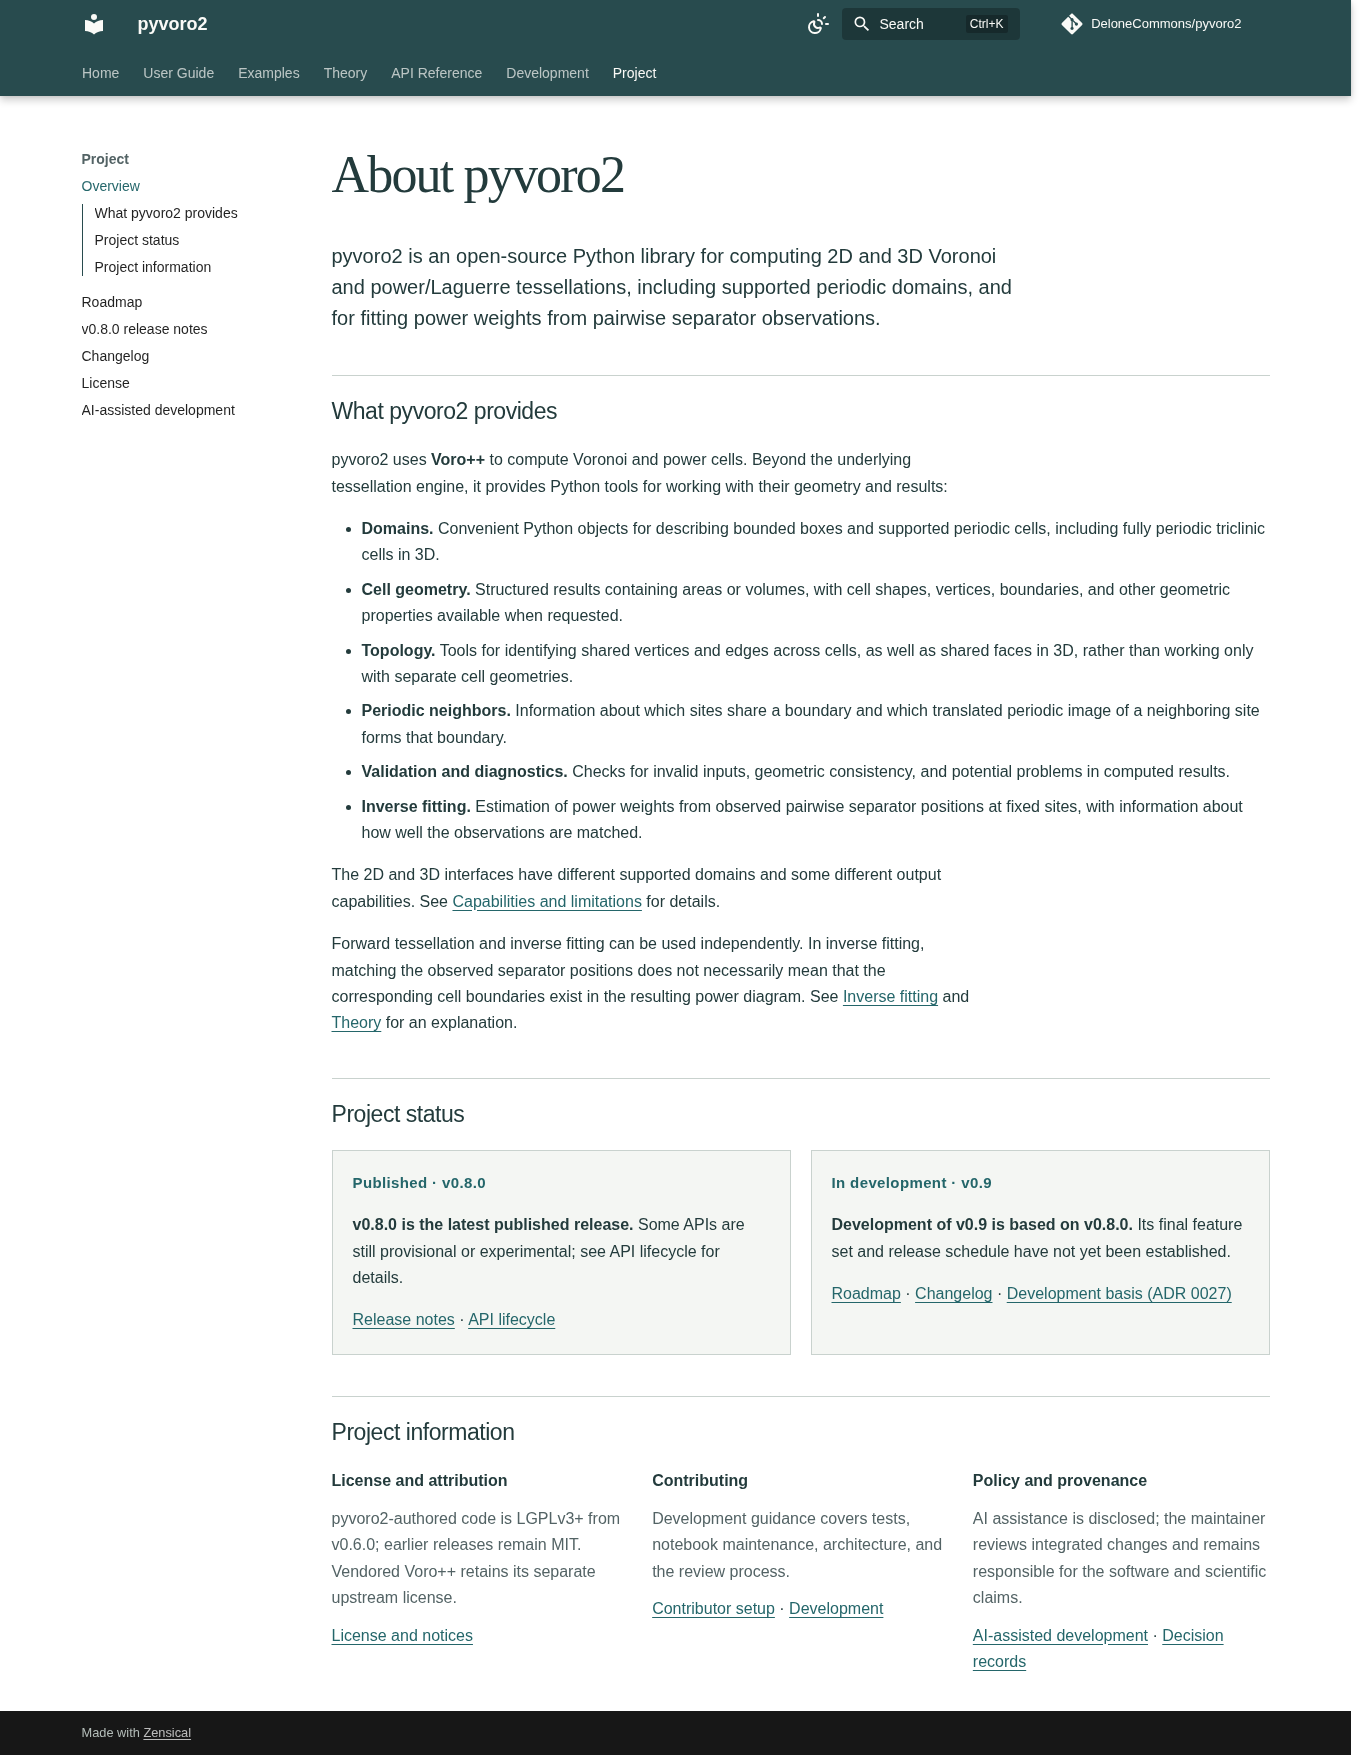 pyvoro2
Search
Ctrl+K
DeloneCommons/pyvoro2
Home
User Guide
Examples
Theory
API Reference
Development
Project
Project
Overview
What pyvoro2 provides
Project status
Project information
Roadmap
v0.8.0 release notes
Changelog
License
AI-assisted development
About pyvoro2
pyvoro2 is an open-source Python library for computing 2D and 3D Voronoi
and power/Laguerre tessellations, including supported periodic domains, and
for fitting power weights from pairwise separator observations.
What pyvoro2 provides
pyvoro2 uses Voro++ to compute Voronoi and power cells. Beyond the underlying
tessellation engine, it provides Python tools for working with their geometry and results:
• Domains. Convenient Python objects for describing bounded boxes and supported periodic cells, including fully periodic triclinic
cells in 3D.
• Cell geometry. Structured results containing areas or volumes, with cell shapes, vertices, boundaries, and other geometric
properties available when requested.
• Topology. Tools for identifying shared vertices and edges across cells, as well as shared faces in 3D, rather than working only
with separate cell geometries.
• Periodic neighbors. Information about which sites share a boundary and which translated periodic image of a neighboring site
forms that boundary.
• Validation and diagnostics. Checks for invalid inputs, geometric consistency, and potential problems in computed results.
• Inverse fitting. Estimation of power weights from observed pairwise separator positions at fixed sites, with information about
how well the observations are matched.
The 2D and 3D interfaces have different supported domains and some different output
capabilities. See Capabilities and limitations for details.
Forward tessellation and inverse fitting can be used independently. In inverse fitting,
matching the observed separator positions does not necessarily mean that the
corresponding cell boundaries exist in the resulting power diagram. See Inverse fitting and
Theory for an explanation.
Project status
Published · v0.8.0
v0.8.0 is the latest published release. Some APIs are
still provisional or experimental; see API lifecycle for
details.
Release notes · API lifecycle
In development · v0.9
Development of v0.9 is based on v0.8.0. Its final feature
set and release schedule have not yet been established.
Roadmap · Changelog · Development basis (ADR 0027)
Project information
License and attribution
pyvoro2-authored code is LGPLv3+ from
v0.6.0; earlier releases remain MIT.
Vendored Voro++ retains its separate
upstream license.
License and notices
Contributing
Development guidance covers tests,
notebook maintenance, architecture, and
the review process.
Contributor setup · Development
Policy and provenance
AI assistance is disclosed; the maintainer
reviews integrated changes and remains
responsible for the software and scientific
claims.
AI-assisted development · Decision
records
Made with Zensical